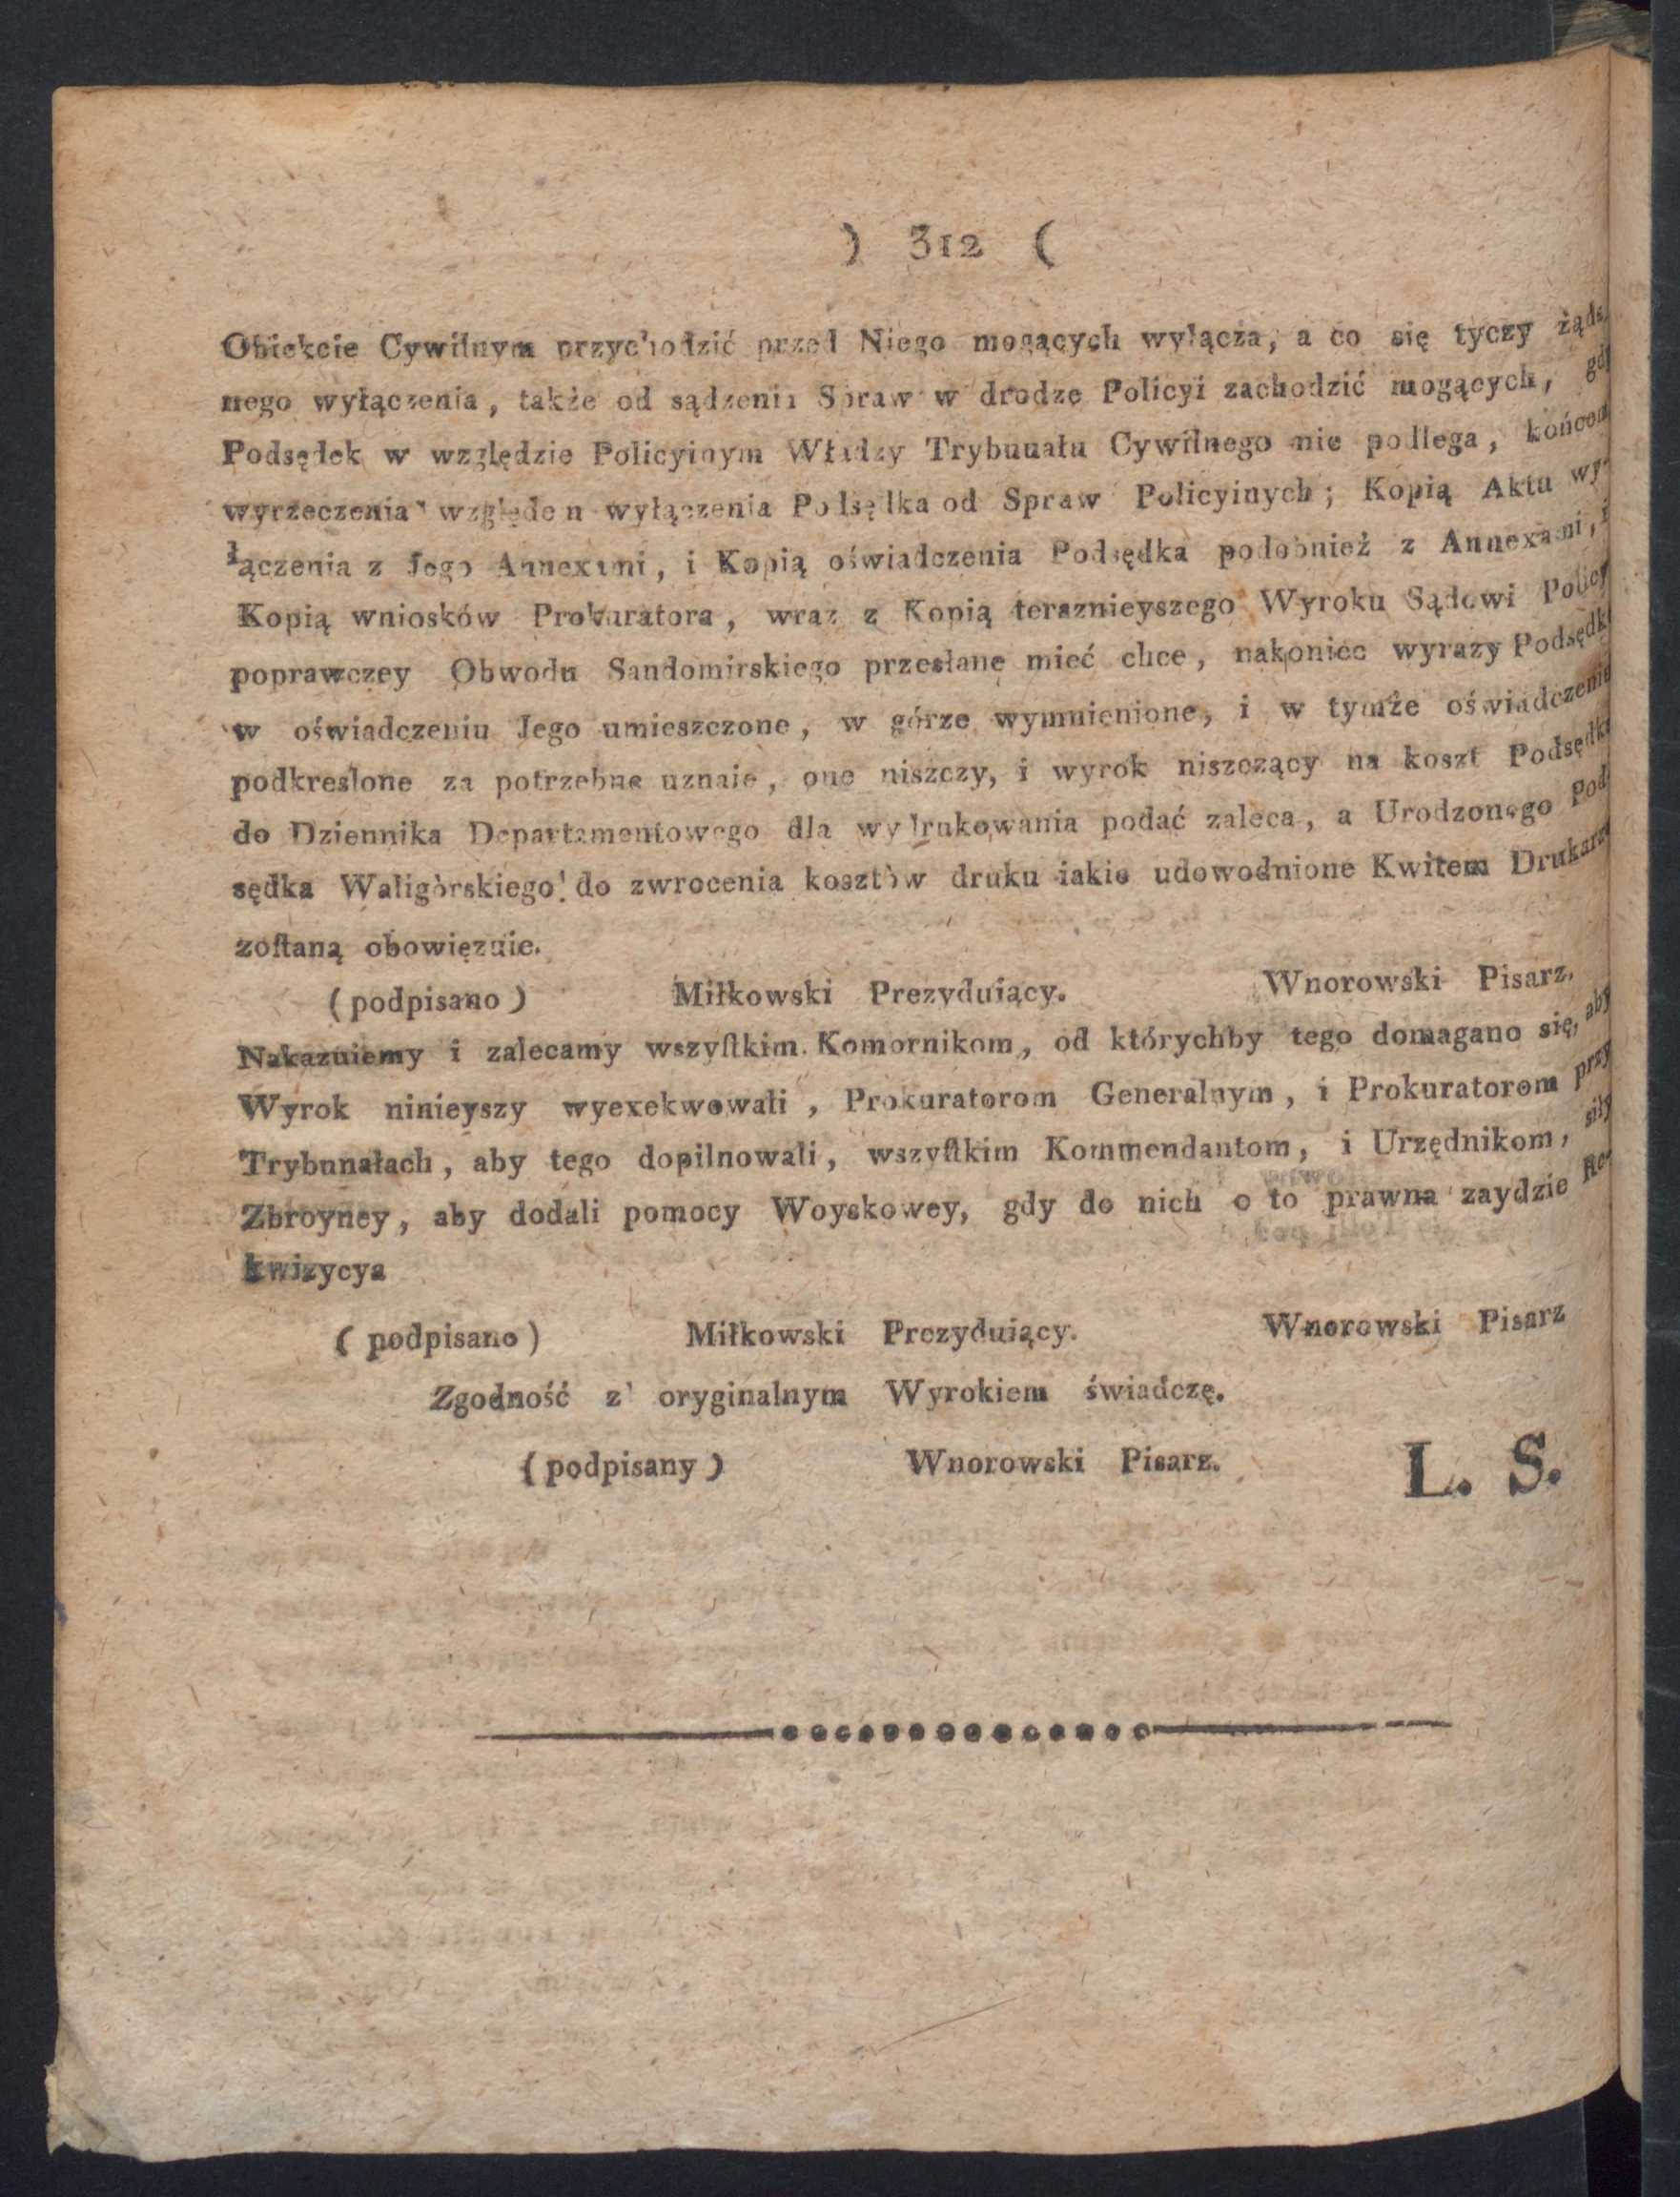 ) 312 (
Obiekcie Cywilnym przychodzić przed Niego mogących wyłącza, a co się tyczy żąda
nego wyłączenia, także od sądzenia Spraw w drodze Policyi zachodzić mogących, gd
Podsędek w względzie Policyinym Władzy Trybunału Cywilnego nie podlega, końcem
wyrzeczenia względem wyłączenia Podsędka od Spraw Policyinych; Kopią Aktu wy-
łączenia z Jego Annexami, i Kopią oświadczenia Podsędka podobnież z Annexami, i
Kopią wniosków Prokuratora, wraz z Kopią teraznieyszego Wyroku Sądowi Policy
poprawczey Obwodu Sandomirskiego przesłane mieć chce, nakoniec wyrazy Podsędk
w oświadczeniu Jego umieszczone, w górze wymnienione, i w tymże oświadczeniu
podkreslone za potrzebne uznaie, one niszczy, i wyrok niszczący na koszt Podsędka
do Dziennika Departamentowego dla wydrukowania podać zaleca, a Urodzonego Pod
sędka Waligòrskiego do zwrocenia kosztòw druku iakie udowodnione Kwitem Drukarz
zoſtaną obowięzuie.
(podpisano) Miłkowski Prezyduiący. Wnorowski Pisarz.
Nakazuiemy i zalecamy wszyſtkim Komornikom, od którychby tego domagano się, aby
Wyrok ninieyszy wyexekwowali, Prokuratorom Generalnym, i Prokuratorom przy
Trybunałach, aby tego dopilnowali, wszyſtkim Kommendantom, i Urzędnikom, siły
Zbroyney, aby dodali pomocy Woyskowey, gdy do nich o to prawna zaydzie Re-
kwizycya
(podpisano) Miłkowski Prezyduiący. Wnorowski Pisarz
Zgodność z oryginalnym Wyrokiem świadczę.
(podpisany) Wnorowski Pisarz. L. S.